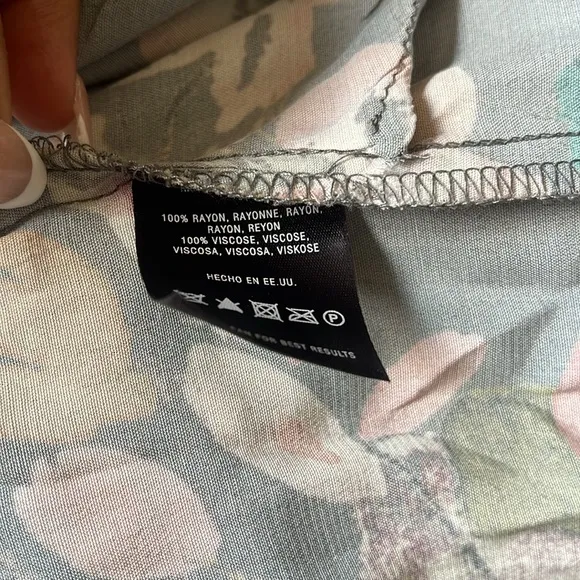 100% RAYON, RAYONNE, RAYON,
RAYON, REYON
100% VISCOSE, VISCOSE,
VISCOSA, VISCOSA, VISKOSE
HECHO EN EE.UU.
P
FOR BEST RESULTS